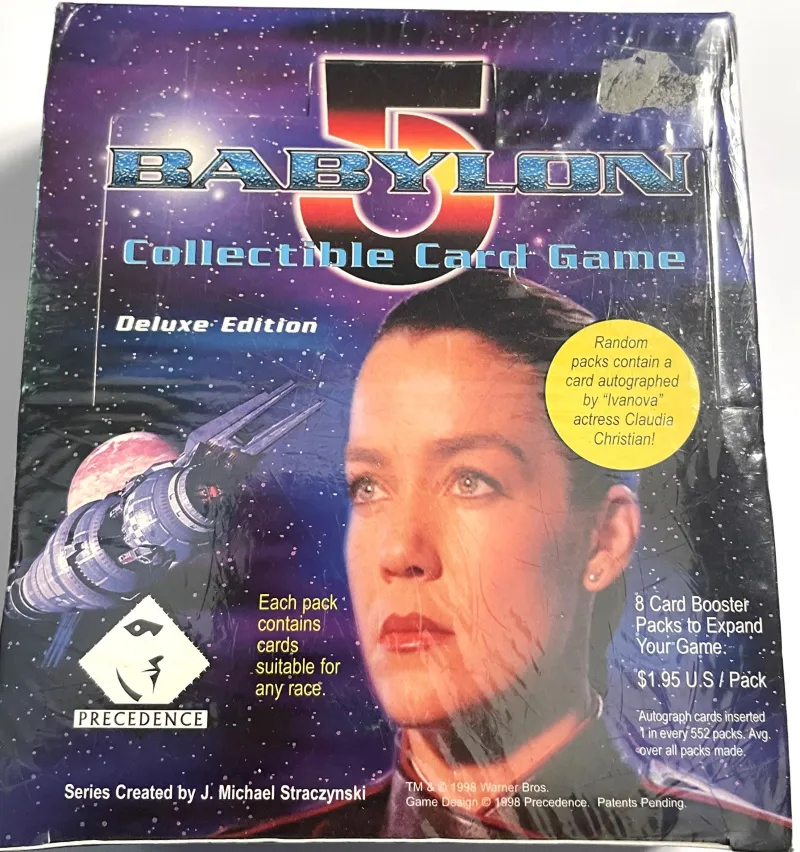 5
BABYLON
Collectible Card Game
Deluxe Edition
Random
packs contain a
card autographed
by "Ivanova"
actress Claudia
Christian!
Each pack
contains
cards
suitable for
any race.
8 Card Booster
Packs to Expand
Your Game.
$1.95 U.S / Pack
Autograph cards inserted
1 in every 552 packs. Avg.
over all packs made.
PRECEDENCE
Series Created by J. Michael Straczynski
TM & © 1998 Warner Bros.
Game Design © 1998 Precedence. Patents Pending.